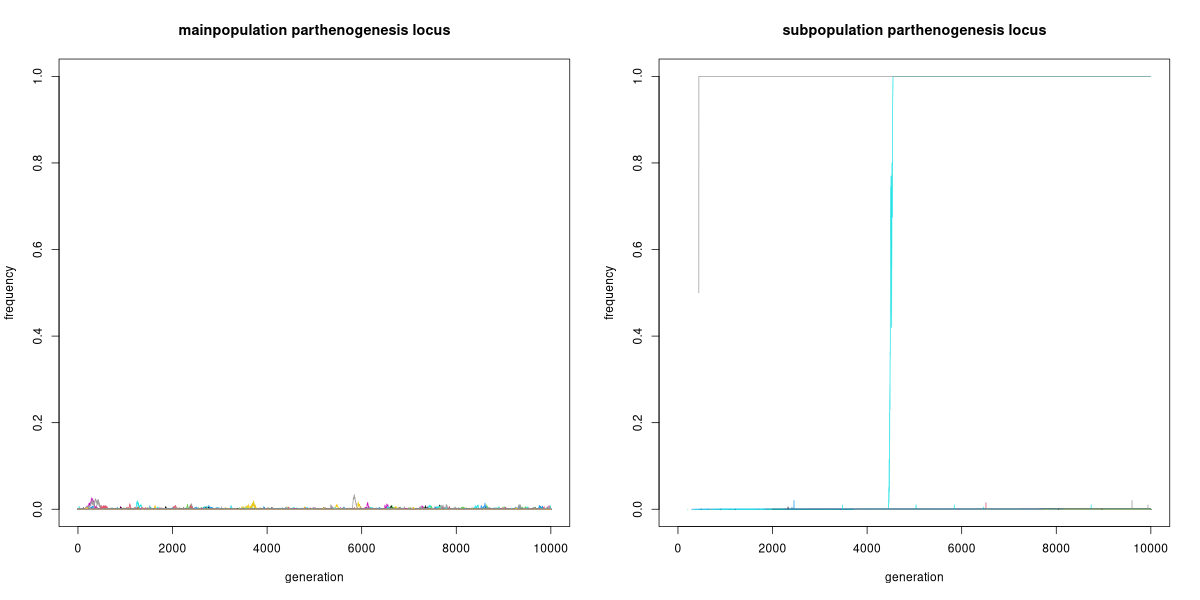 mainpopulation parthenogenesis locus
frequency
1.0
0.8
0.6
0.4
0.2
0.0
0 2000 4000 6000 8000 10000
generation
subpopulation parthenogenesis locus
frequency
1.0
0.8
0.6
0.4
0.2
0.0
0 2000 4000 6000 8000 10000
generation